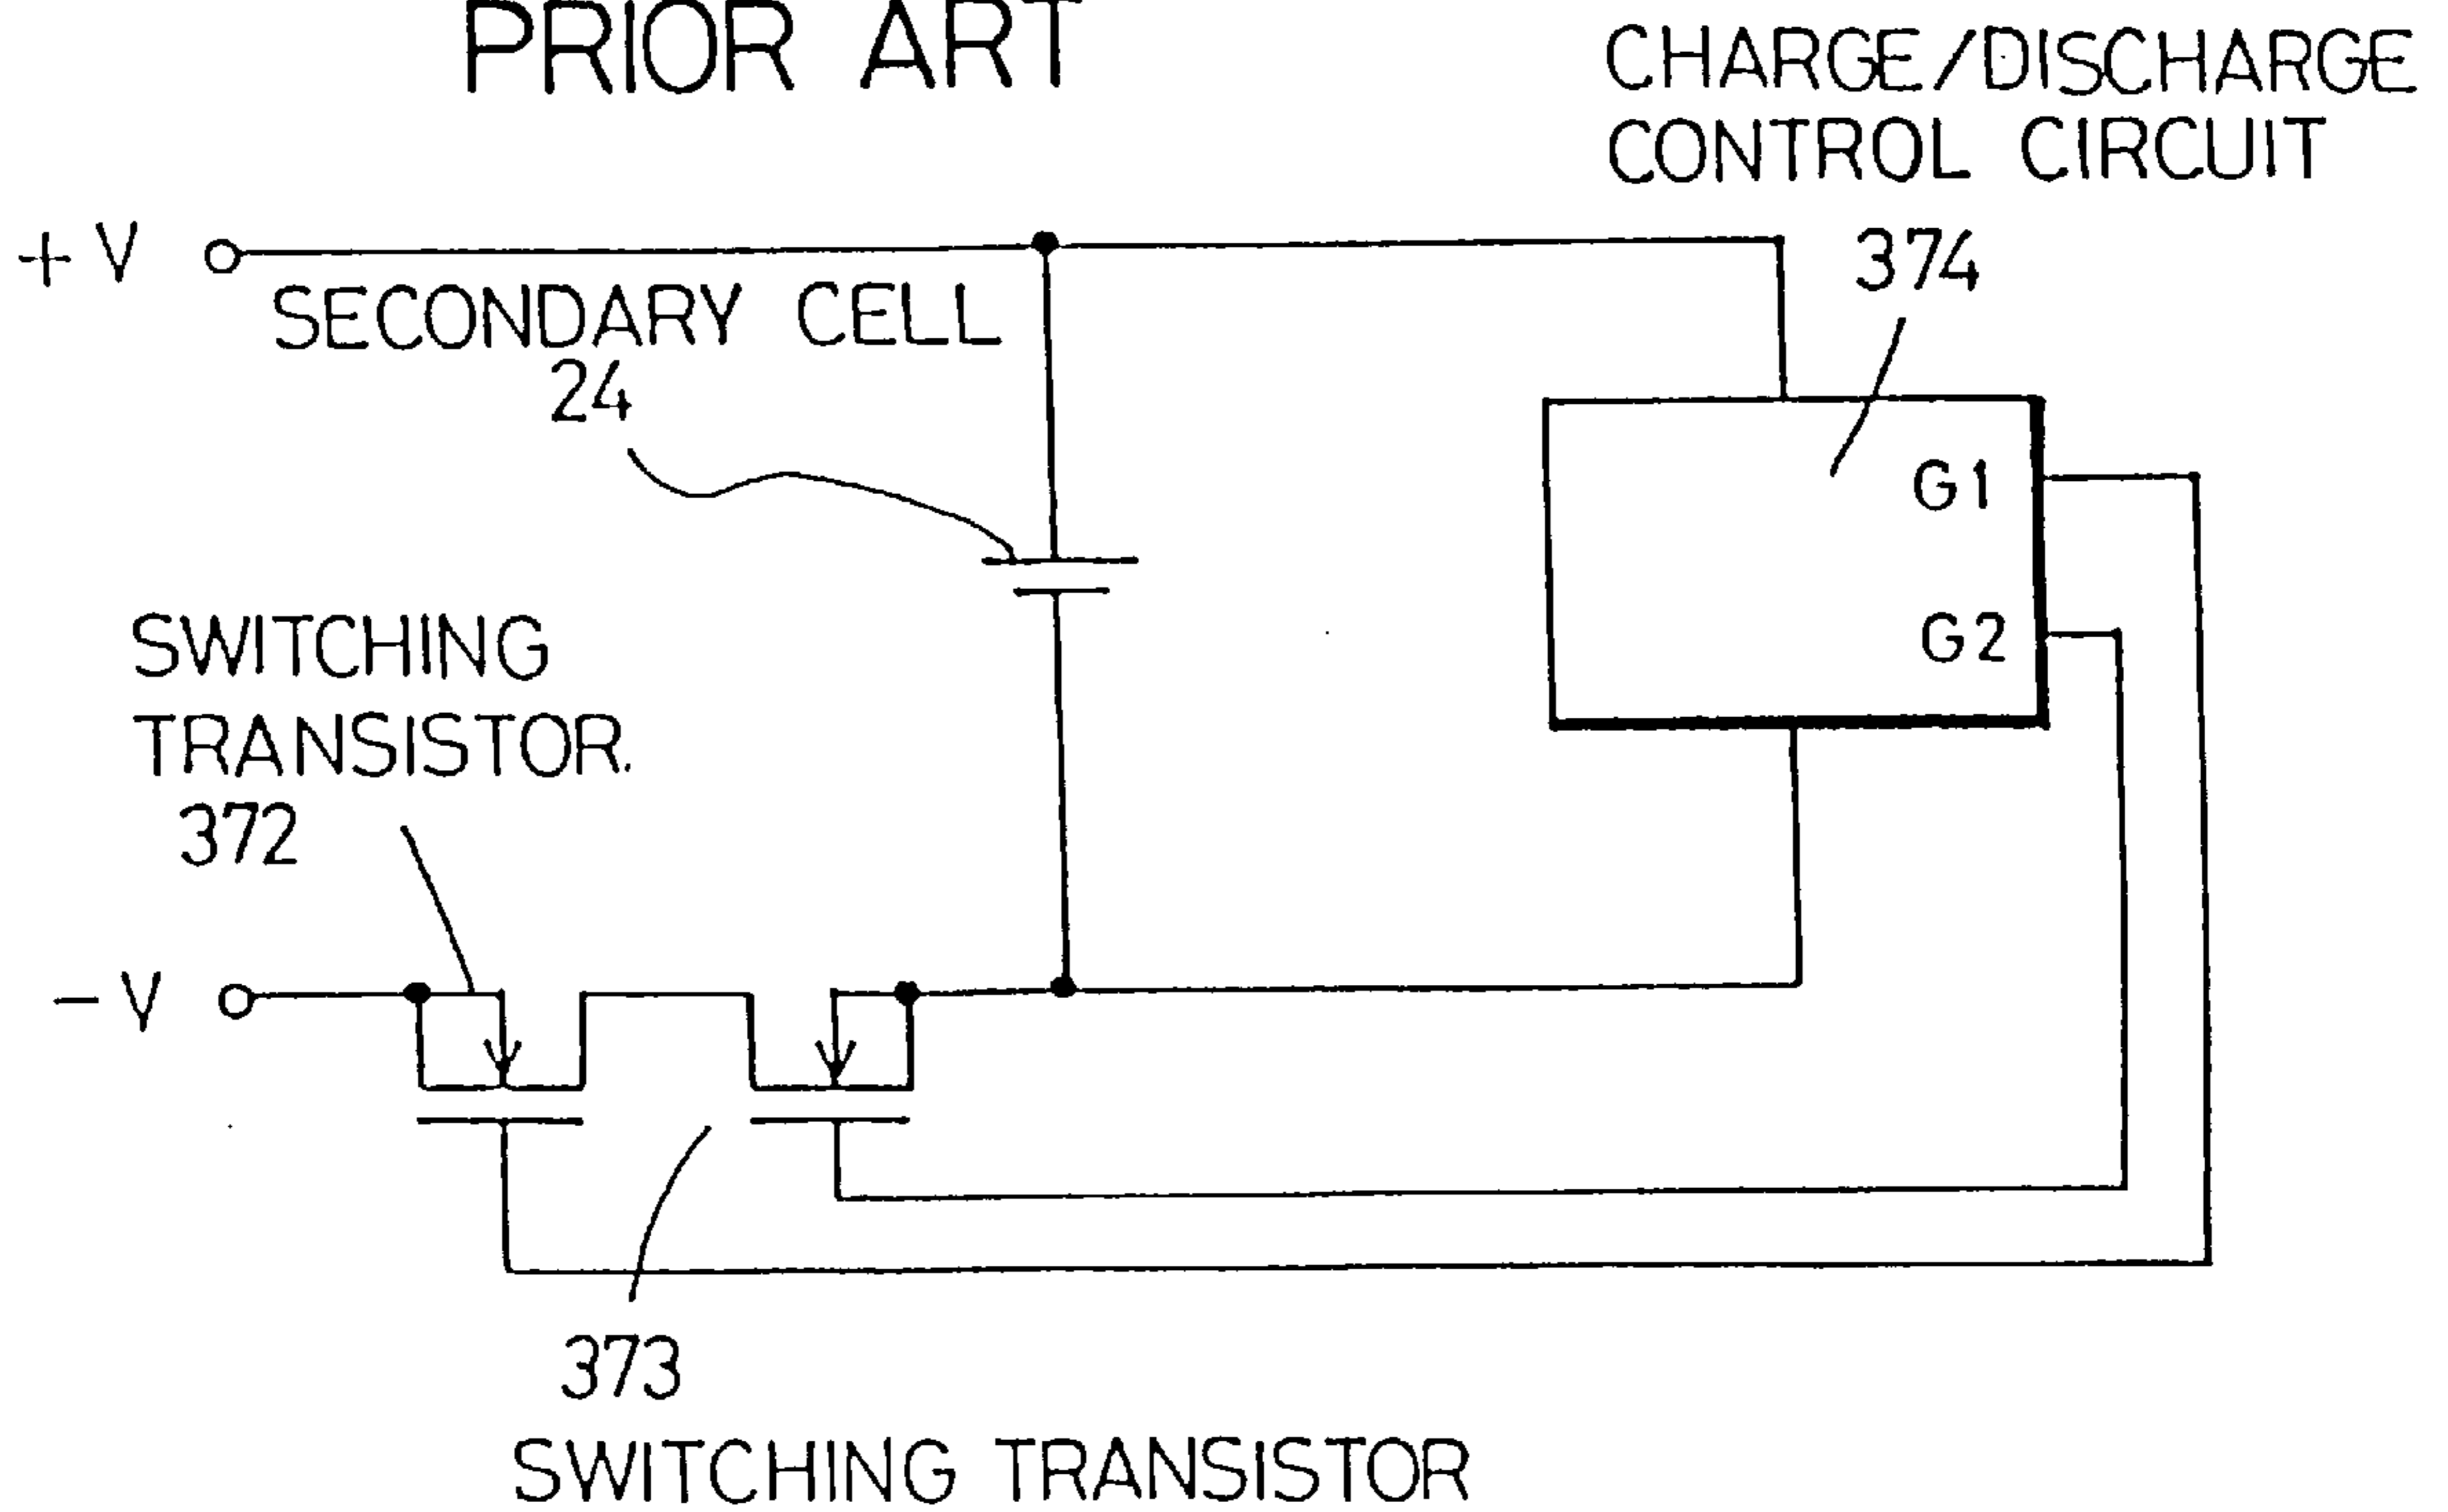 PRIOR ART
CHARGE/DISCHARGE
CONTROL CIRCUIT
374
+ V
SECONDARY CELL
24
G1
G2
SWITCHING
TRANSISTOR.
372
- V
373
SWITCHING TRANSISTOR